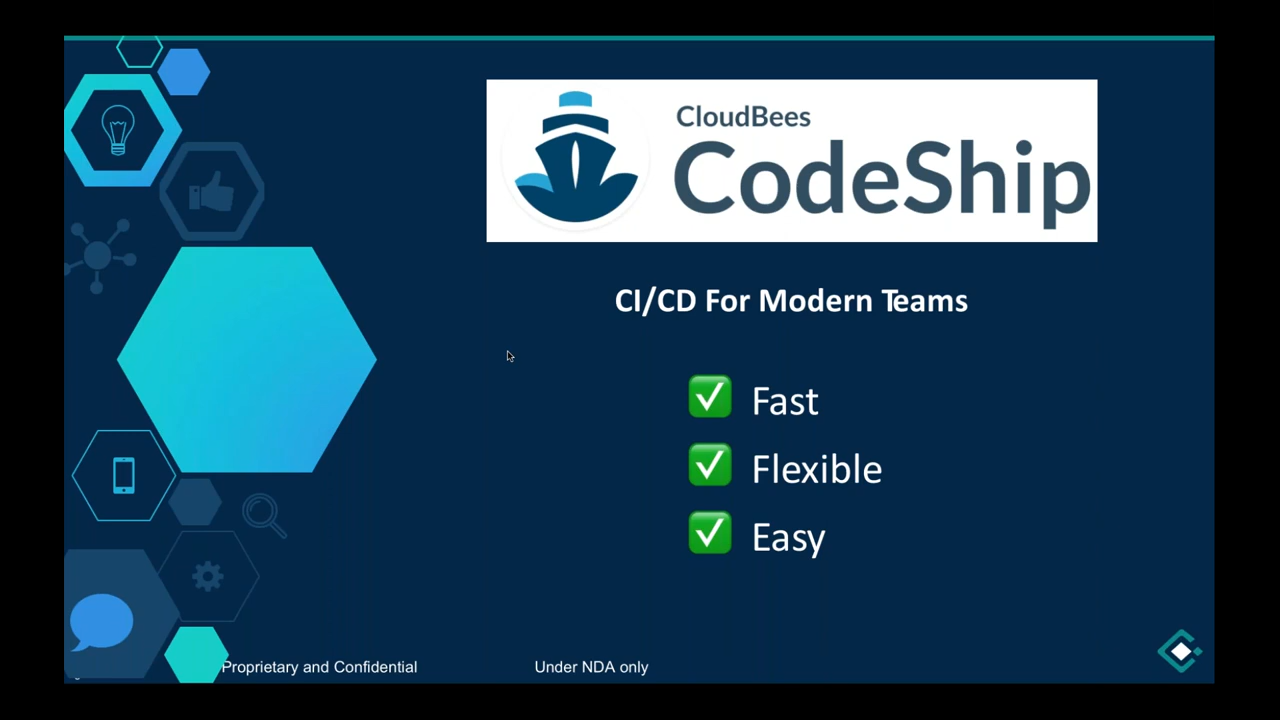 CloudBees
CodeShip
CI/CD For Modern Teams
Fast
Flexible
Easy
Proprietary and Confidential
Under NDA only